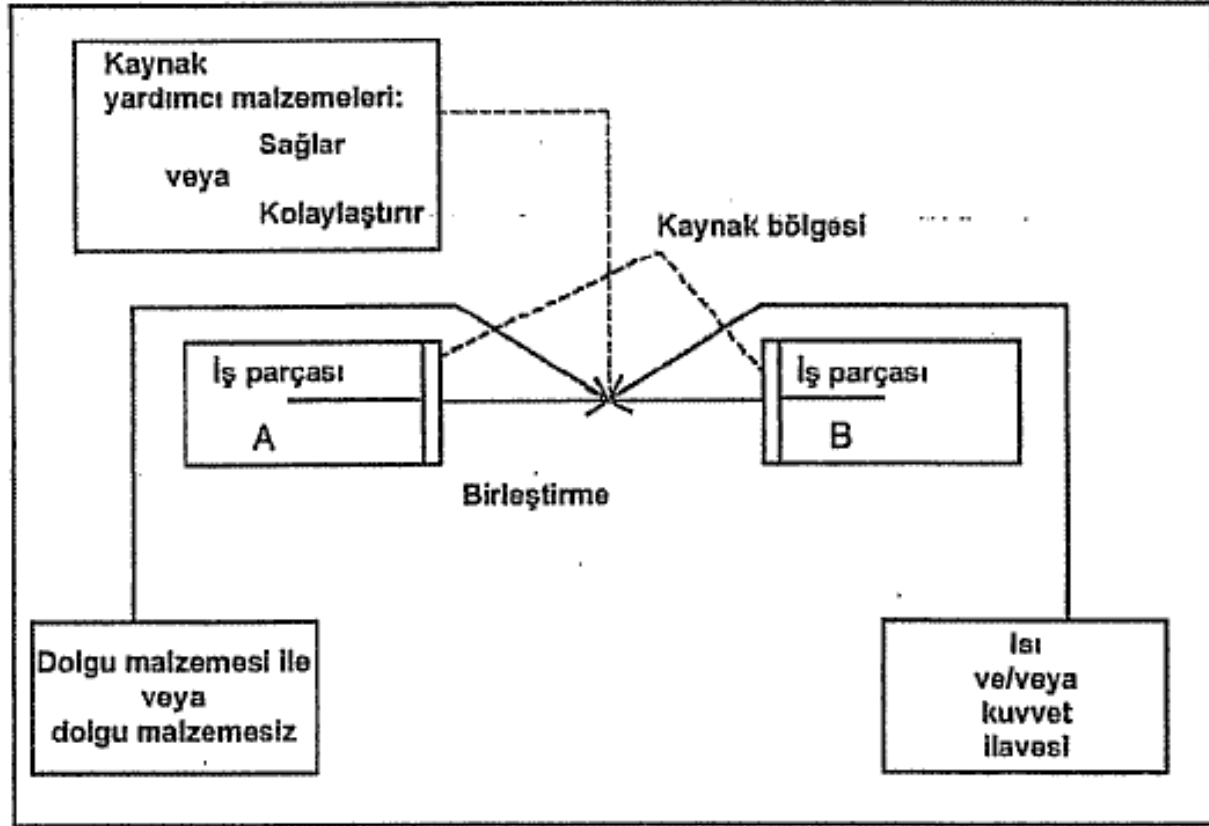 Kaynak
yardımcı malzemeleri:
Sağlar
veya
Kolaylaştırır
Kaynak bölgesi
İş parçası
A
İş parçası
B
Birleştirme
Dolgu malzemesi ile
veya
dolgu malzemesiz
Isı
ve/veya
kuvvet
ilavesi